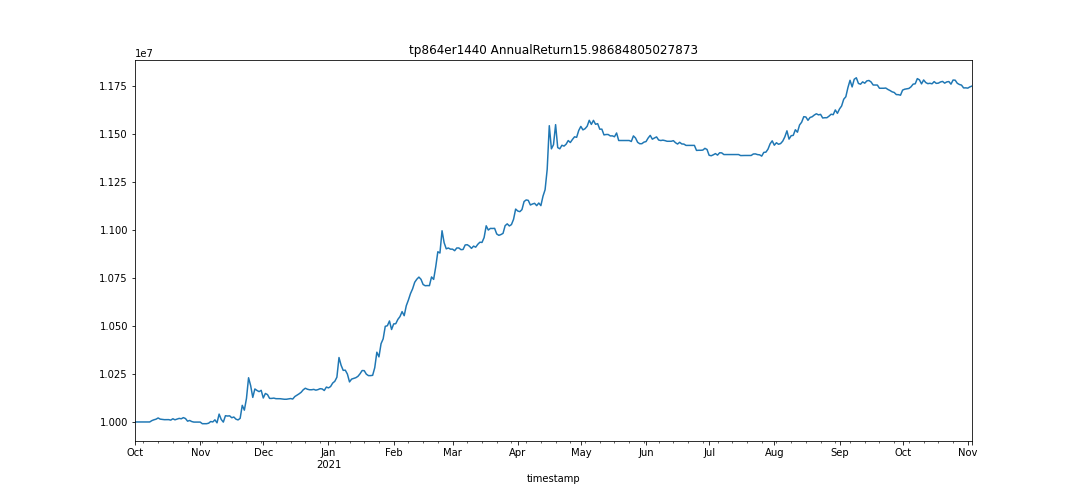 tp864er1440 AnnualReturn15.98684805027873
1e7
1.175
1.150
1.125
1.100
1.075
1.050
1.025
1.000
Oct Nov Dec Jan Feb Mar Apr May Jun Jul Aug Sep Oct Nov
2021
timestamp